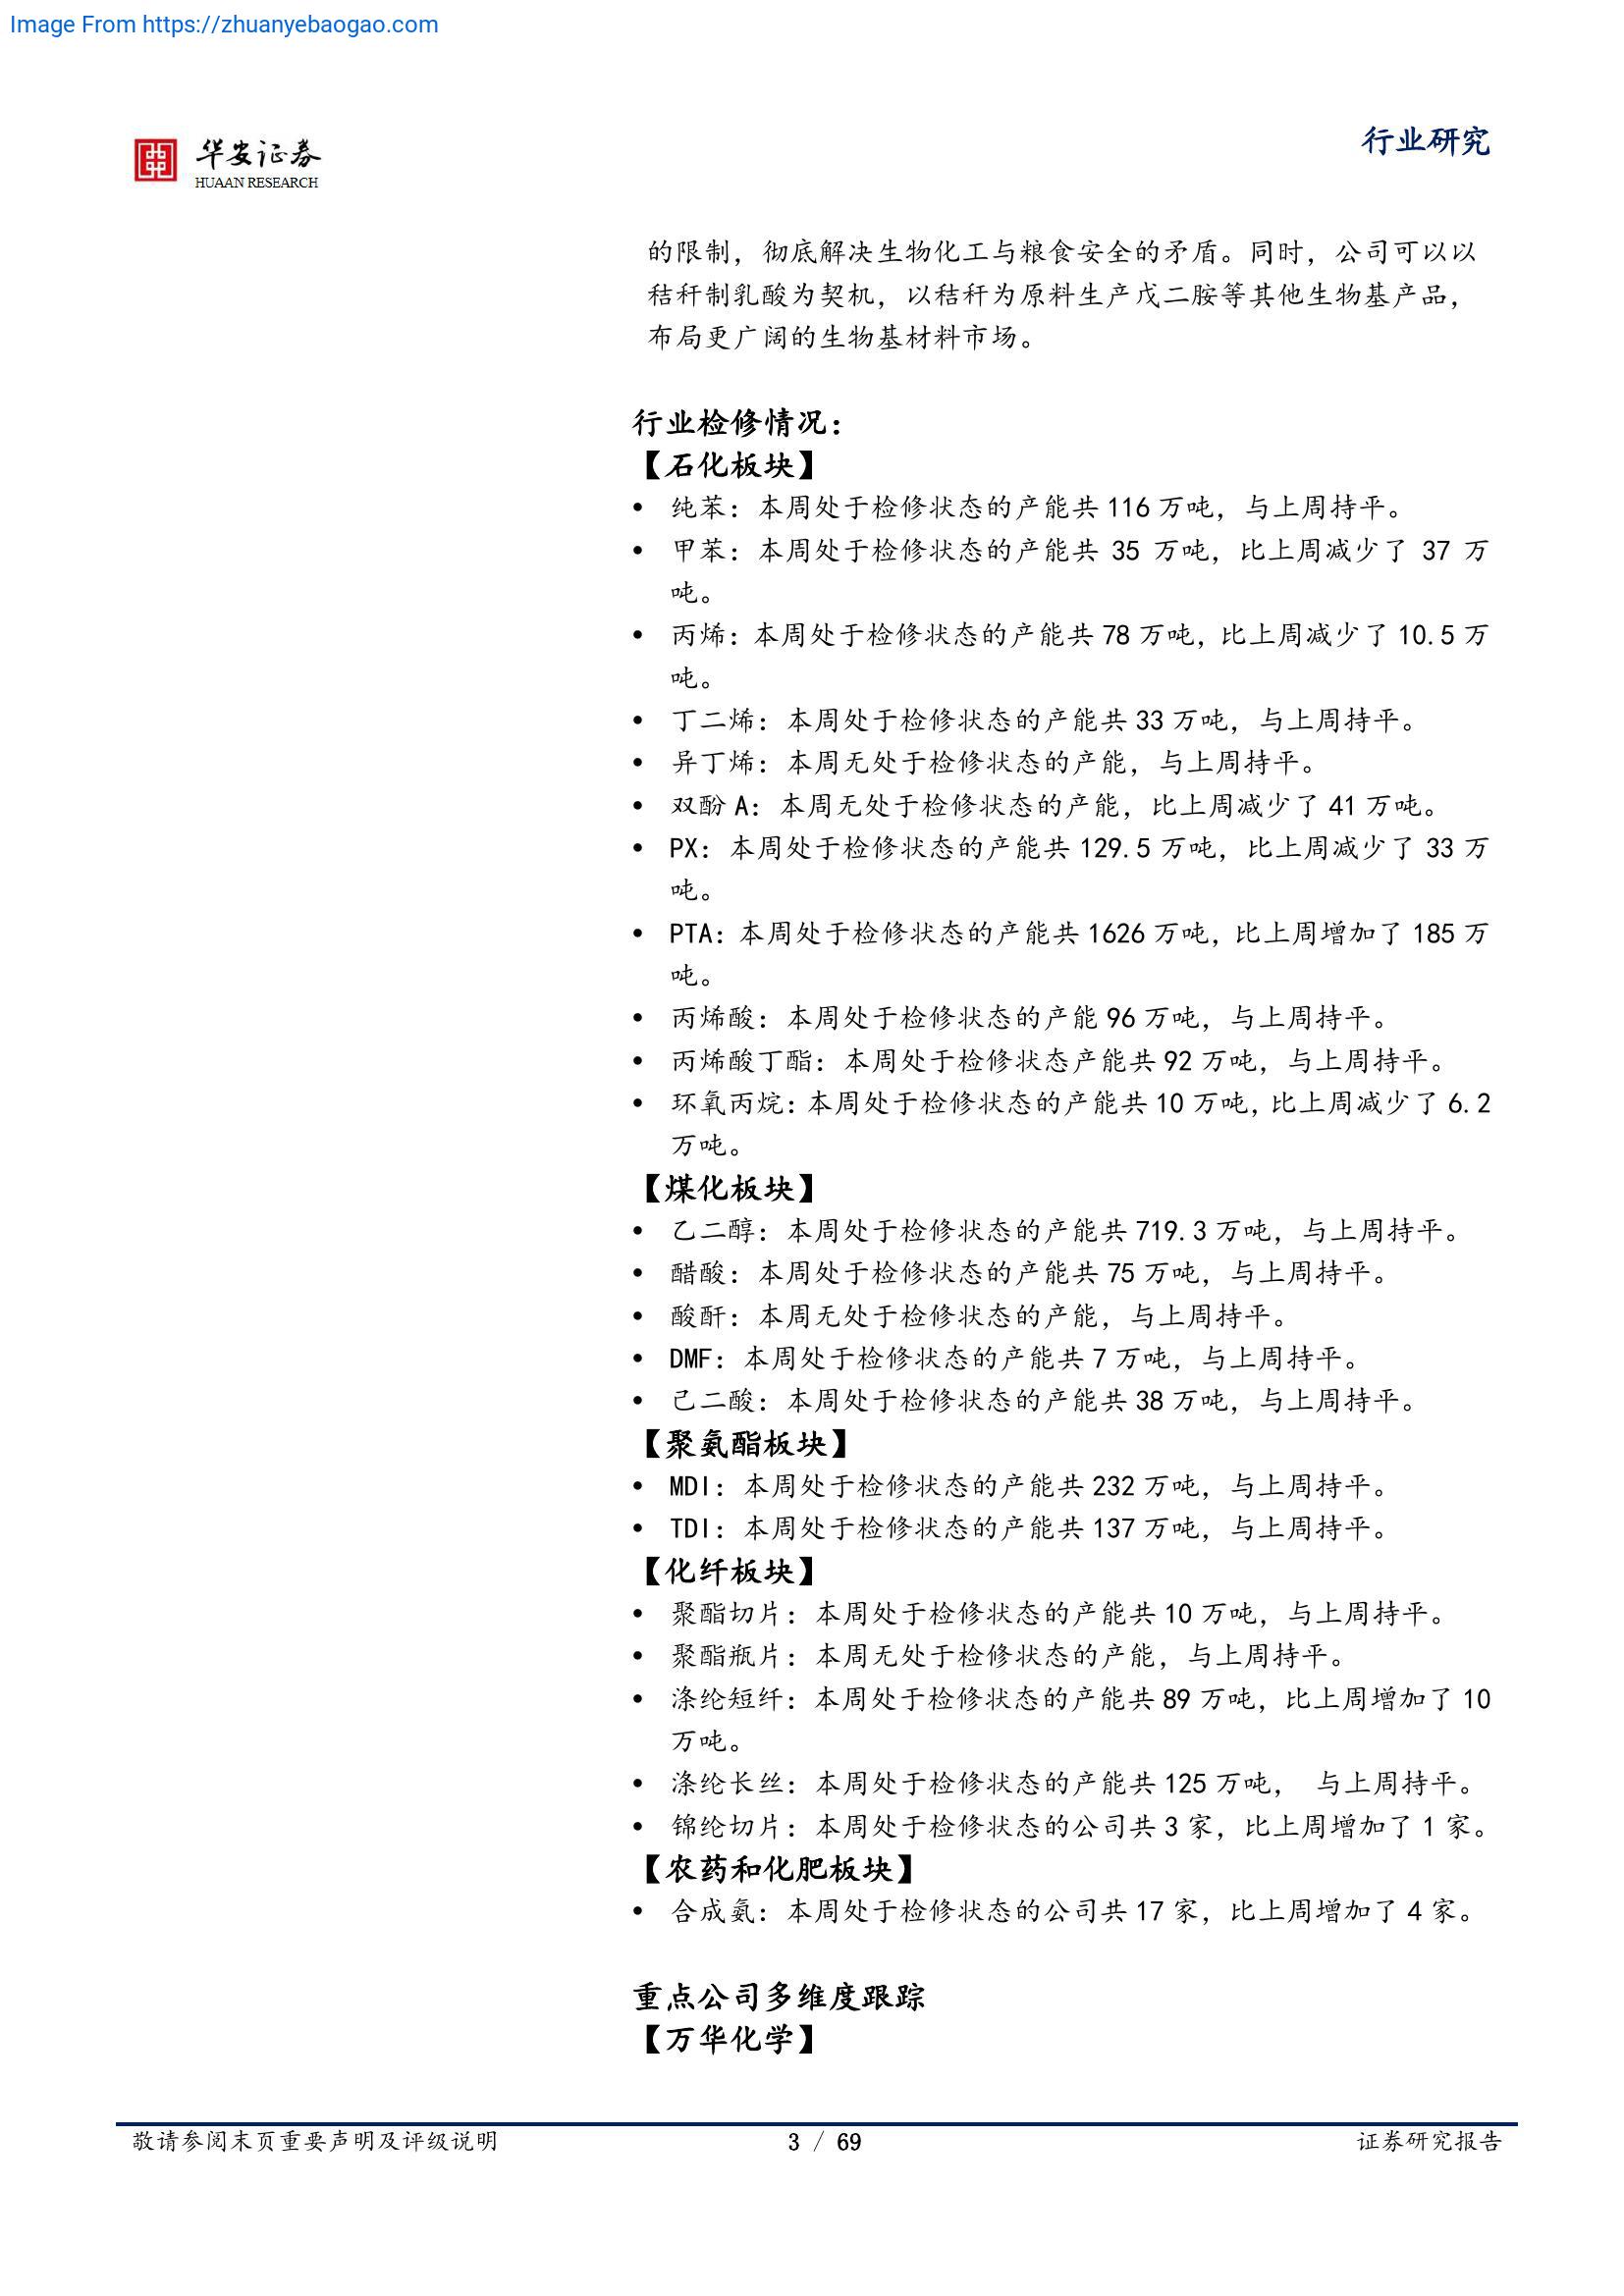 Image From https://zhuanyebaogao.com
华安证券
HUAAN RESEARCH
行业研究
的限制，彻底解决生物化工与粮食安全的矛盾。同时，公司可以以
秸秆制乳酸为契机，以秸秆为原料生产戊二胺等其他生物基产品，
布局更广阔的生物基材料市场。
行业检修情况：
【石化板块】
• 纯苯：本周处于检修状态的产能共 116 万吨，与上周持平。
• 甲苯：本周处于检修状态的产能共 35 万吨，比上周减少了 37 万
吨。
• 丙烯：本周处于检修状态的产能共 78 万吨，比上周减少了 10.5 万
吨。
• 丁二烯：本周处于检修状态的产能共 33 万吨，与上周持平。
• 异丁烯：本周无处于检修状态的产能，与上周持平。
• 双酚 A：本周无处于检修状态的产能，比上周减少了 41 万吨。
• PX：本周处于检修状态的产能共 129.5 万吨，比上周减少了 33 万
吨。
• PTA：本周处于检修状态的产能共 1626 万吨，比上周增加了 185 万
吨。
• 丙烯酸：本周处于检修状态的产能 96 万吨，与上周持平。
• 丙烯酸丁酯：本周处于检修状态产能共 92 万吨，与上周持平。
• 环氧丙烷：本周处于检修状态的产能共 10 万吨，比上周减少了 6.2
万吨。
【煤化板块】
• 乙二醇：本周处于检修状态的产能共 719.3 万吨，与上周持平。
• 醋酸：本周处于检修状态的产能共 75 万吨，与上周持平。
• 酸酐：本周无处于检修状态的产能，与上周持平。
• DMF：本周处于检修状态的产能共 7 万吨，与上周持平。
• 己二酸：本周处于检修状态的产能共 38 万吨，与上周持平。
【聚氨酯板块】
• MDI：本周处于检修状态的产能共 232 万吨，与上周持平。
• TDI：本周处于检修状态的产能共 137 万吨，与上周持平。
【化纤板块】
• 聚酯切片：本周处于检修状态的产能共 10 万吨，与上周持平。
• 聚酯瓶片：本周无处于检修状态的产能，与上周持平。
• 涤纶短纤：本周处于检修状态的产能共 89 万吨，比上周增加了 10
万吨。
• 涤纶长丝：本周处于检修状态的产能共 125 万吨， 与上周持平。
• 锦纶切片：本周处于检修状态的公司共 3 家，比上周增加了 1 家。
【农药和化肥板块】
• 合成氨：本周处于检修状态的公司共 17 家，比上周增加了 4 家。
重点公司多维度跟踪
【万华化学】
敬请参阅末页重要声明及评级说明
3 / 69
证券研究报告